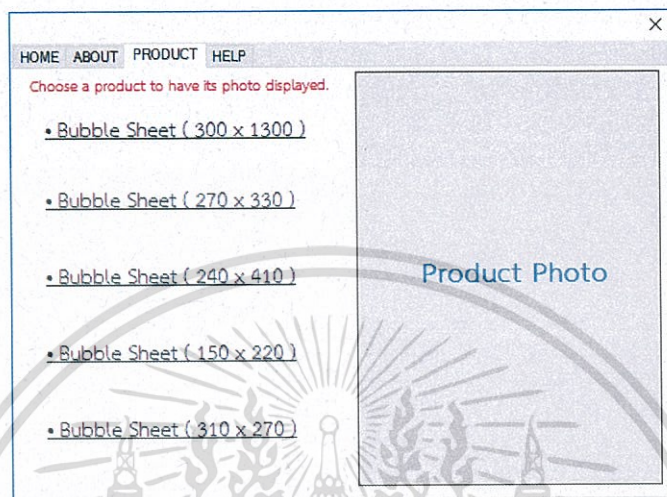 ×
HOME ABOUT PRODUCT HELP
Choose a product to have its photo displayed.
• Bubble Sheet ( 300 x 1300 )
• Bubble Sheet ( 270 x 330 )
• Bubble Sheet ( 240 x 410 )
• Bubble Sheet ( 150 x 220 )
• Bubble Sheet ( 310 x 270 )
Product Photo